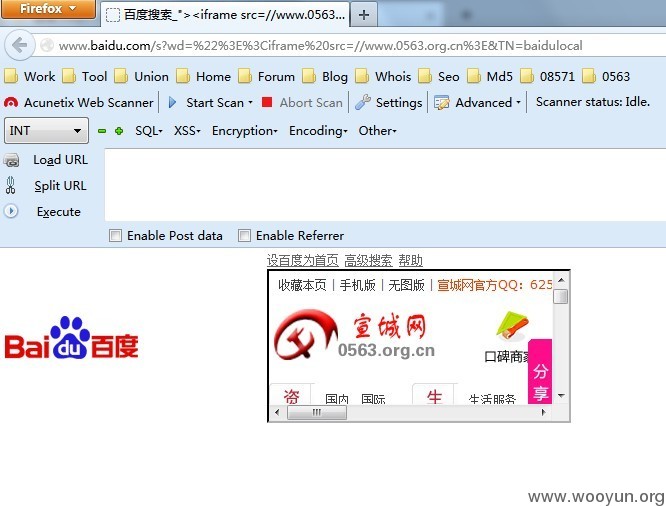 Firefox
百度搜索_"><iframe src=//www.0563...
www.baidu.com/s?wd=%22%3E%3Ciframe%20src=//www.0563.org.cn%3E&TN=baidulocal
Work Tool Union Home Forum Blog Whois Seo Md5 08571 0563
Acunetix Web Scanner Start Scan Abort Scan Settings Advanced Scanner status: Idle.
INT SQL XSS Encryption Encoding Other
Load URL
Split URL
Execute
Enable Post data Enable Referrer
设百度为首页 高级搜索 帮助
收藏本页 | 手机版 | 无图版 | 宣城网官方QQ：625
Bai du 百度
宣城网
0563.org.cn
口碑商家
分享
资 国内 国际 生 生活服务
www.wooyun.org